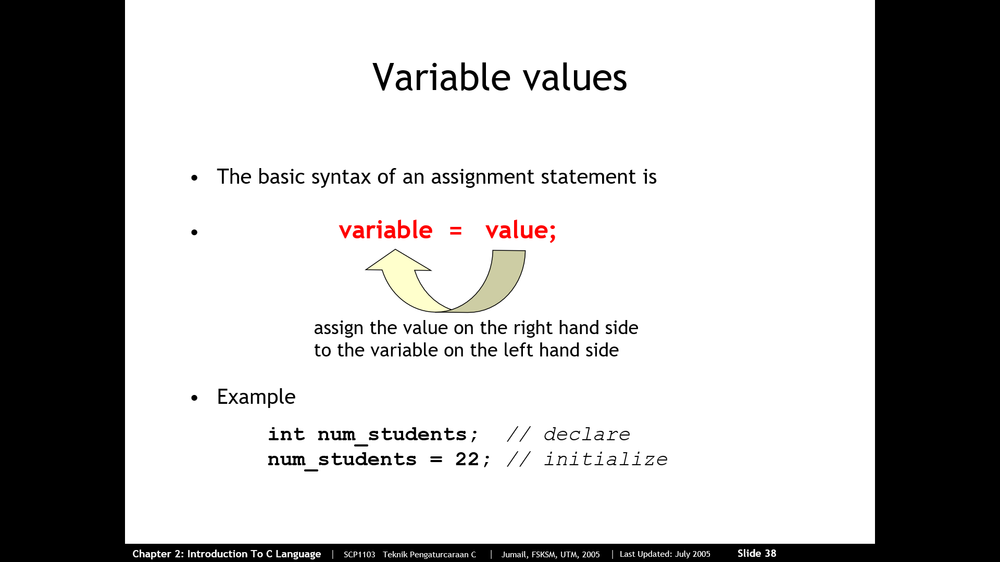 Variable values
• The basic syntax of an assignment statement is
• variable = value;
assign the value on the right hand side
to the variable on the left hand side
• Example
int num_students; // declare
num_students = 22; // initialize
Chapter 2: Introduction To C Language | SCP1103 Teknik Pengaturcaraan C | Jumail, FSKSM, UTM, 2005 | Last Updated: July 2005 Slide 38